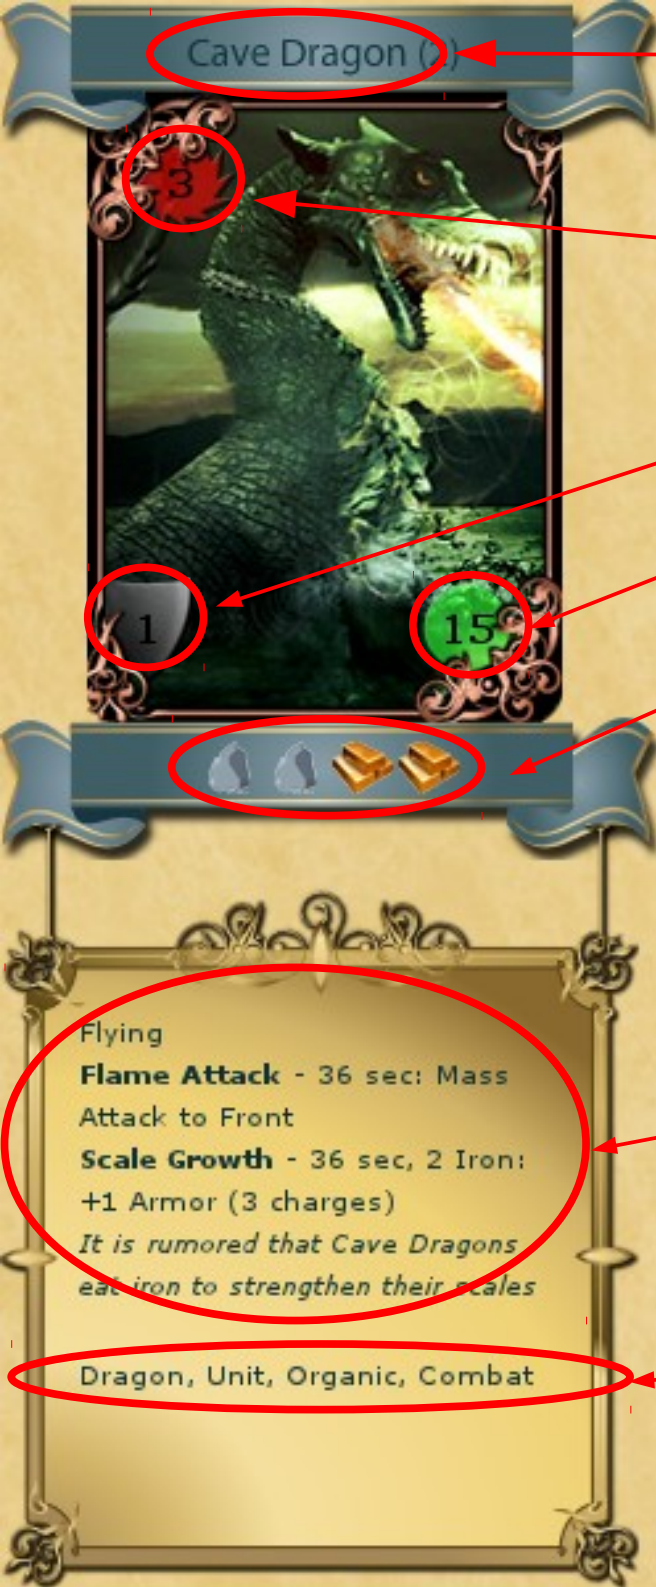 Cave Dragon (2)
3
1
15
Flying
Flame Attack - 36 sec: Mass
Attack to Front
Scale Growth - 36 sec, 2 Iron:
+1 Armor (3 charges)
It is rumored that Cave Dragons
eat iron to strengthen their scales
Dragon, Unit, Organic, Combat